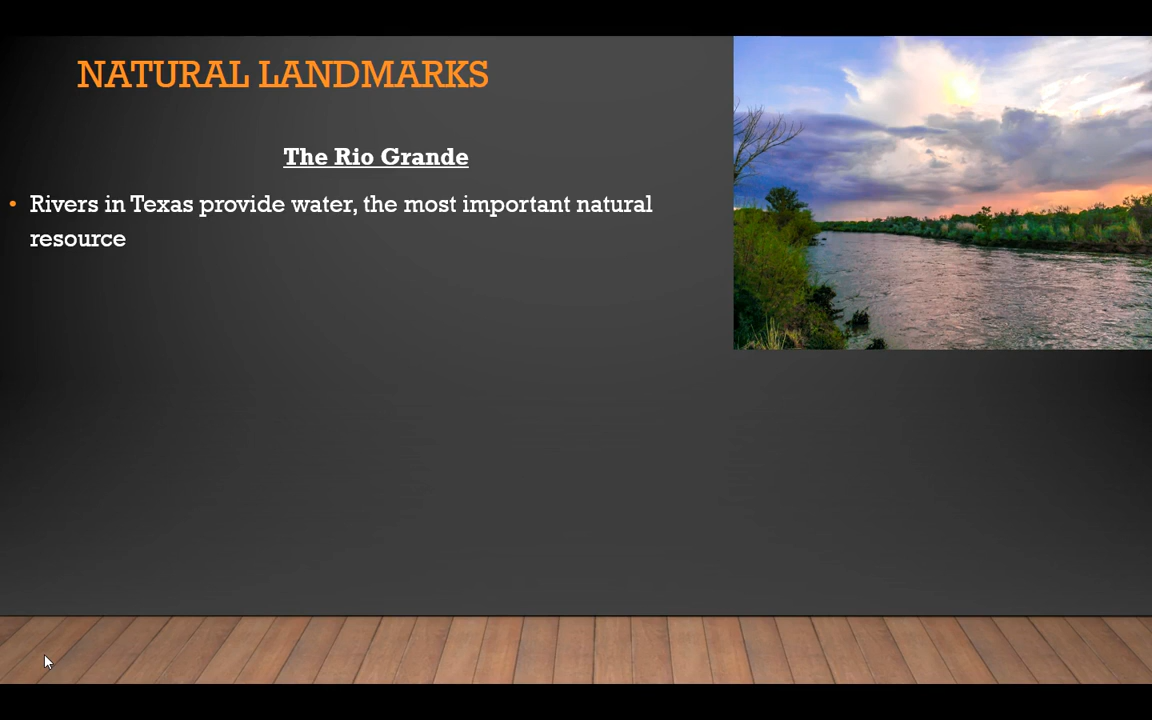 NATURAL LANDMARKS
The Rio Grande
• Rivers in Texas provide water, the most important natural
resource